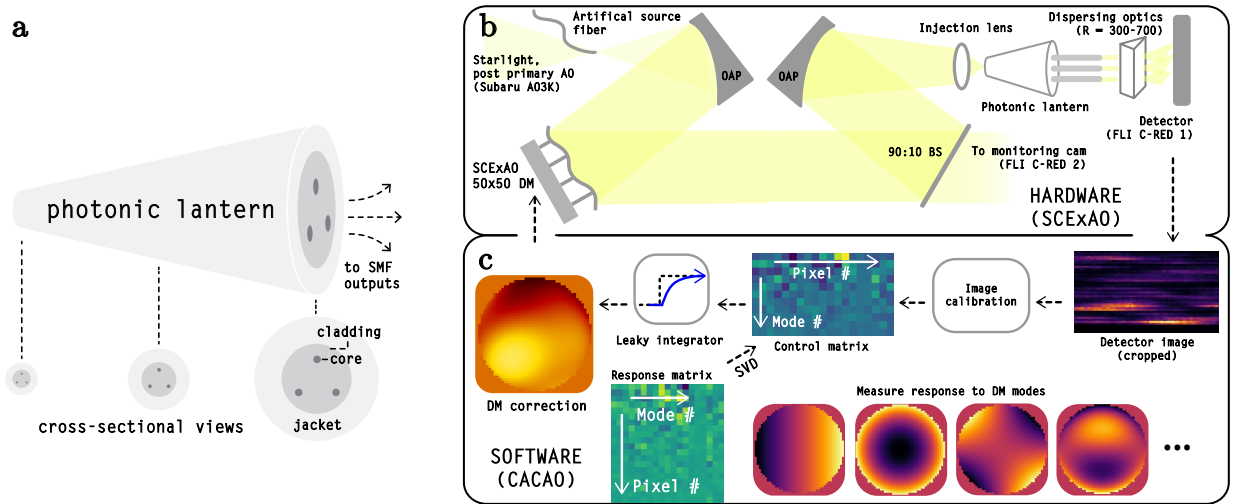 a
photonic lantern
to SMF
outputs
cladding
core
jacket
cross-sectional views
b
Artifical source
fiber
Starlight,
post primary AO
(Subaru AO3K)
OAP
OAP
Injection lens
Dispersing optics
(R = 300-700)
Photonic lantern
Detector
(FLI C-RED 1)
SCExAO
50x50 DM
90:10 BS
To monitoring cam
(FLI C-RED 2)
HARDWARE
(SCExAO)
c
DM correction
Leaky integrator
Pixel #
Mode #
Control matrix
Image
calibration
Detector image
(cropped)
SVD
Response matrix
Mode #
Pixel #
Measure response to DM modes
SOFTWARE
(CACAO)